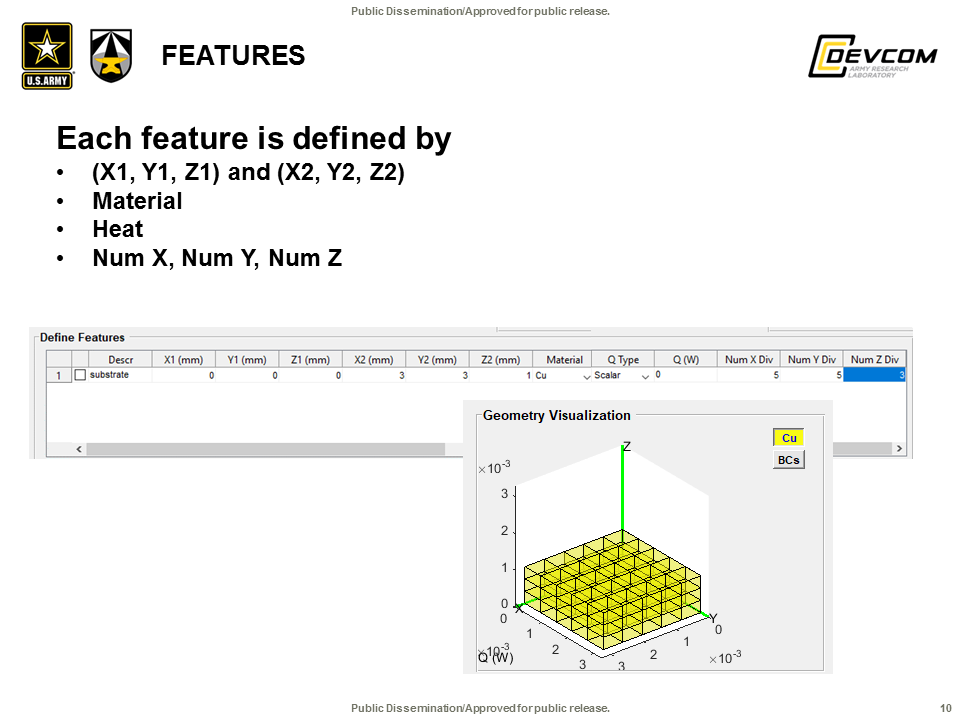 Public Dissemination/Approved for public release.
U.S.ARMY
FEATURES
DEVCOM
ARMY RESEARCH
LABORATORY
Each feature is defined by
• (X1, Y1, Z1) and (X2, Y2, Z2)
• Material
• Heat
• Num X, Num Y, Num Z
Define Features
Descr X1 (mm) Y1 (mm) Z1 (mm) X2 (mm) Y2 (mm) Z2 (mm) Material Q Type Q (W) Num X Div Num Y Div Num Z Div
1 substrate 0 0 0 3 3 1 Cu Scalar 0 5 5 3
Geometry Visualization
Cu
BCs
Z
×10-3
3
2
1
0
X
Y
0
1
2
3
×10-3
Q (W)
0
1
2
3
×10-3
Public Dissemination/Approved for public release.
10